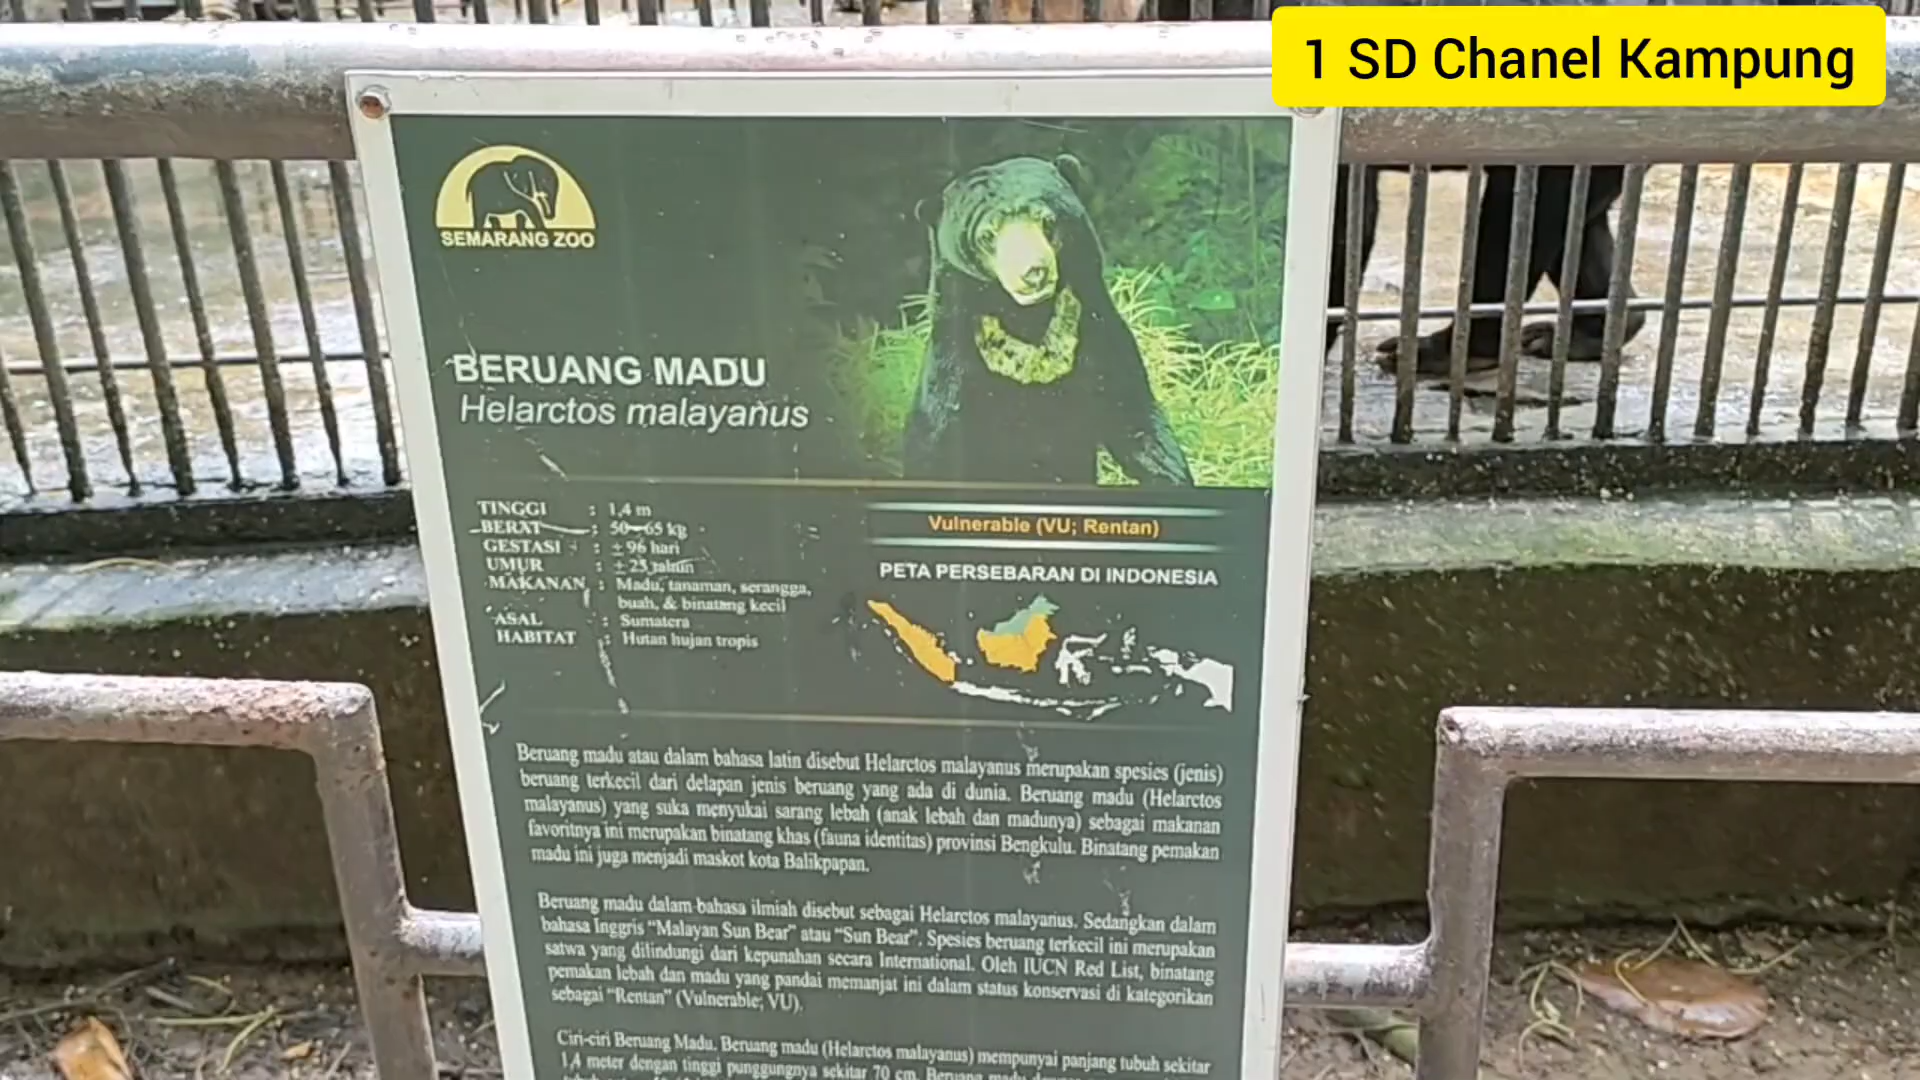 1 SD Chanel Kampung
SEMARANG ZOO
BERUANG MADU
Helarctos malayanus
TINGGI : 1,4 m
BERAT : 50-65 kg
GESTASI : ± 96 hari
UMUR : ± 25 tahun
MAKANAN : Madu, tanaman, serangga,
buah, & binatang kecil
ASAL : Sumatera
HABITAT : Hutan hujan tropis
Vulnerable (VU; Rentan)
PETA PERSEBARAN DI INDONESIA
Beruang madu atau dalam bahasa latin disebut Helarctos malayanus merupakan spesies (jenis)
beruang terkecil dari delapan jenis beruang yang ada di dunia. Beruang madu (Helarctos
malayanus) yang suka menyukai sarang lebah (anak lebah dan madunya) sebagai makanan
favoritnya ini merupakan binatang khas (fauna identitas) provinsi Bengkulu. Binatang pemakan
madu ini juga menjadi maskot kota Balikpapan.
Beruang madu dalam bahasa ilmiah disebut sebagai Helarctos malayanus. Sedangkan dalam
bahasa Inggris “Malayan Sun Bear” atau “Sun Bear”. Spesies beruang terkecil ini merupakan
satwa yang dilindungi dari kepunahan secara International. Oleh IUCN Red List, binatang
pemakan lebah dan madu yang pandai memanjat ini dalam status konservasi di kategorikan
sebagai “Rentan” (Vulnerable; VU).
Ciri-ciri Beruang Madu. Beruang madu (Helarctos malayanus) mempunyai panjang tubuh sekitar
1,4 meter dengan tinggi punggungnya sekitar 70 cm. Beruang madu